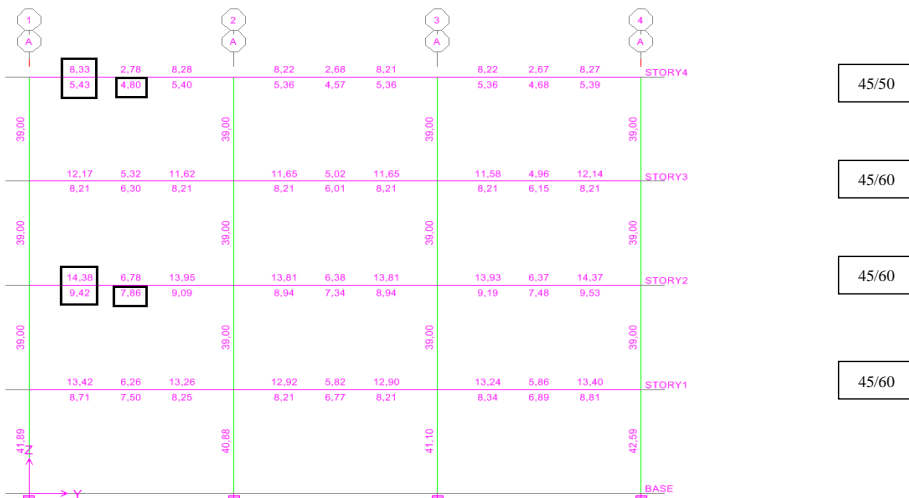 1 2 3 4
A A A A
8,33 2,78 8,28 8,22 2,68 8,21 8,22 2,67 8,27 STORY4
5,43 4,80 5,40 5,36 4,57 5,36 5,36 4,68 5,39
45/50
39,00 39,00 39,00 39,00
12,17 5,32 11,62 11,65 5,02 11,65 11,58 4,96 12,14 STORY3
8,21 6,30 8,21 8,21 6,01 8,21 8,21 6,15 8,21
45/60
39,00 39,00 39,00 39,00
14,38 6,78 13,95 13,81 6,38 13,81 13,93 6,37 14,37 STORY2
9,42 7,86 9,09 8,94 7,34 8,94 9,19 7,48 9,53
45/60
39,00 39,00 39,00 39,00
13,42 6,26 13,26 12,92 5,82 12,90 13,24 5,86 13,40 STORY1
8,71 7,50 8,25 8,21 6,77 8,21 8,34 6,89 8,81
45/60
41,89 40,88 41,10 42,59
Z
Y
BASE